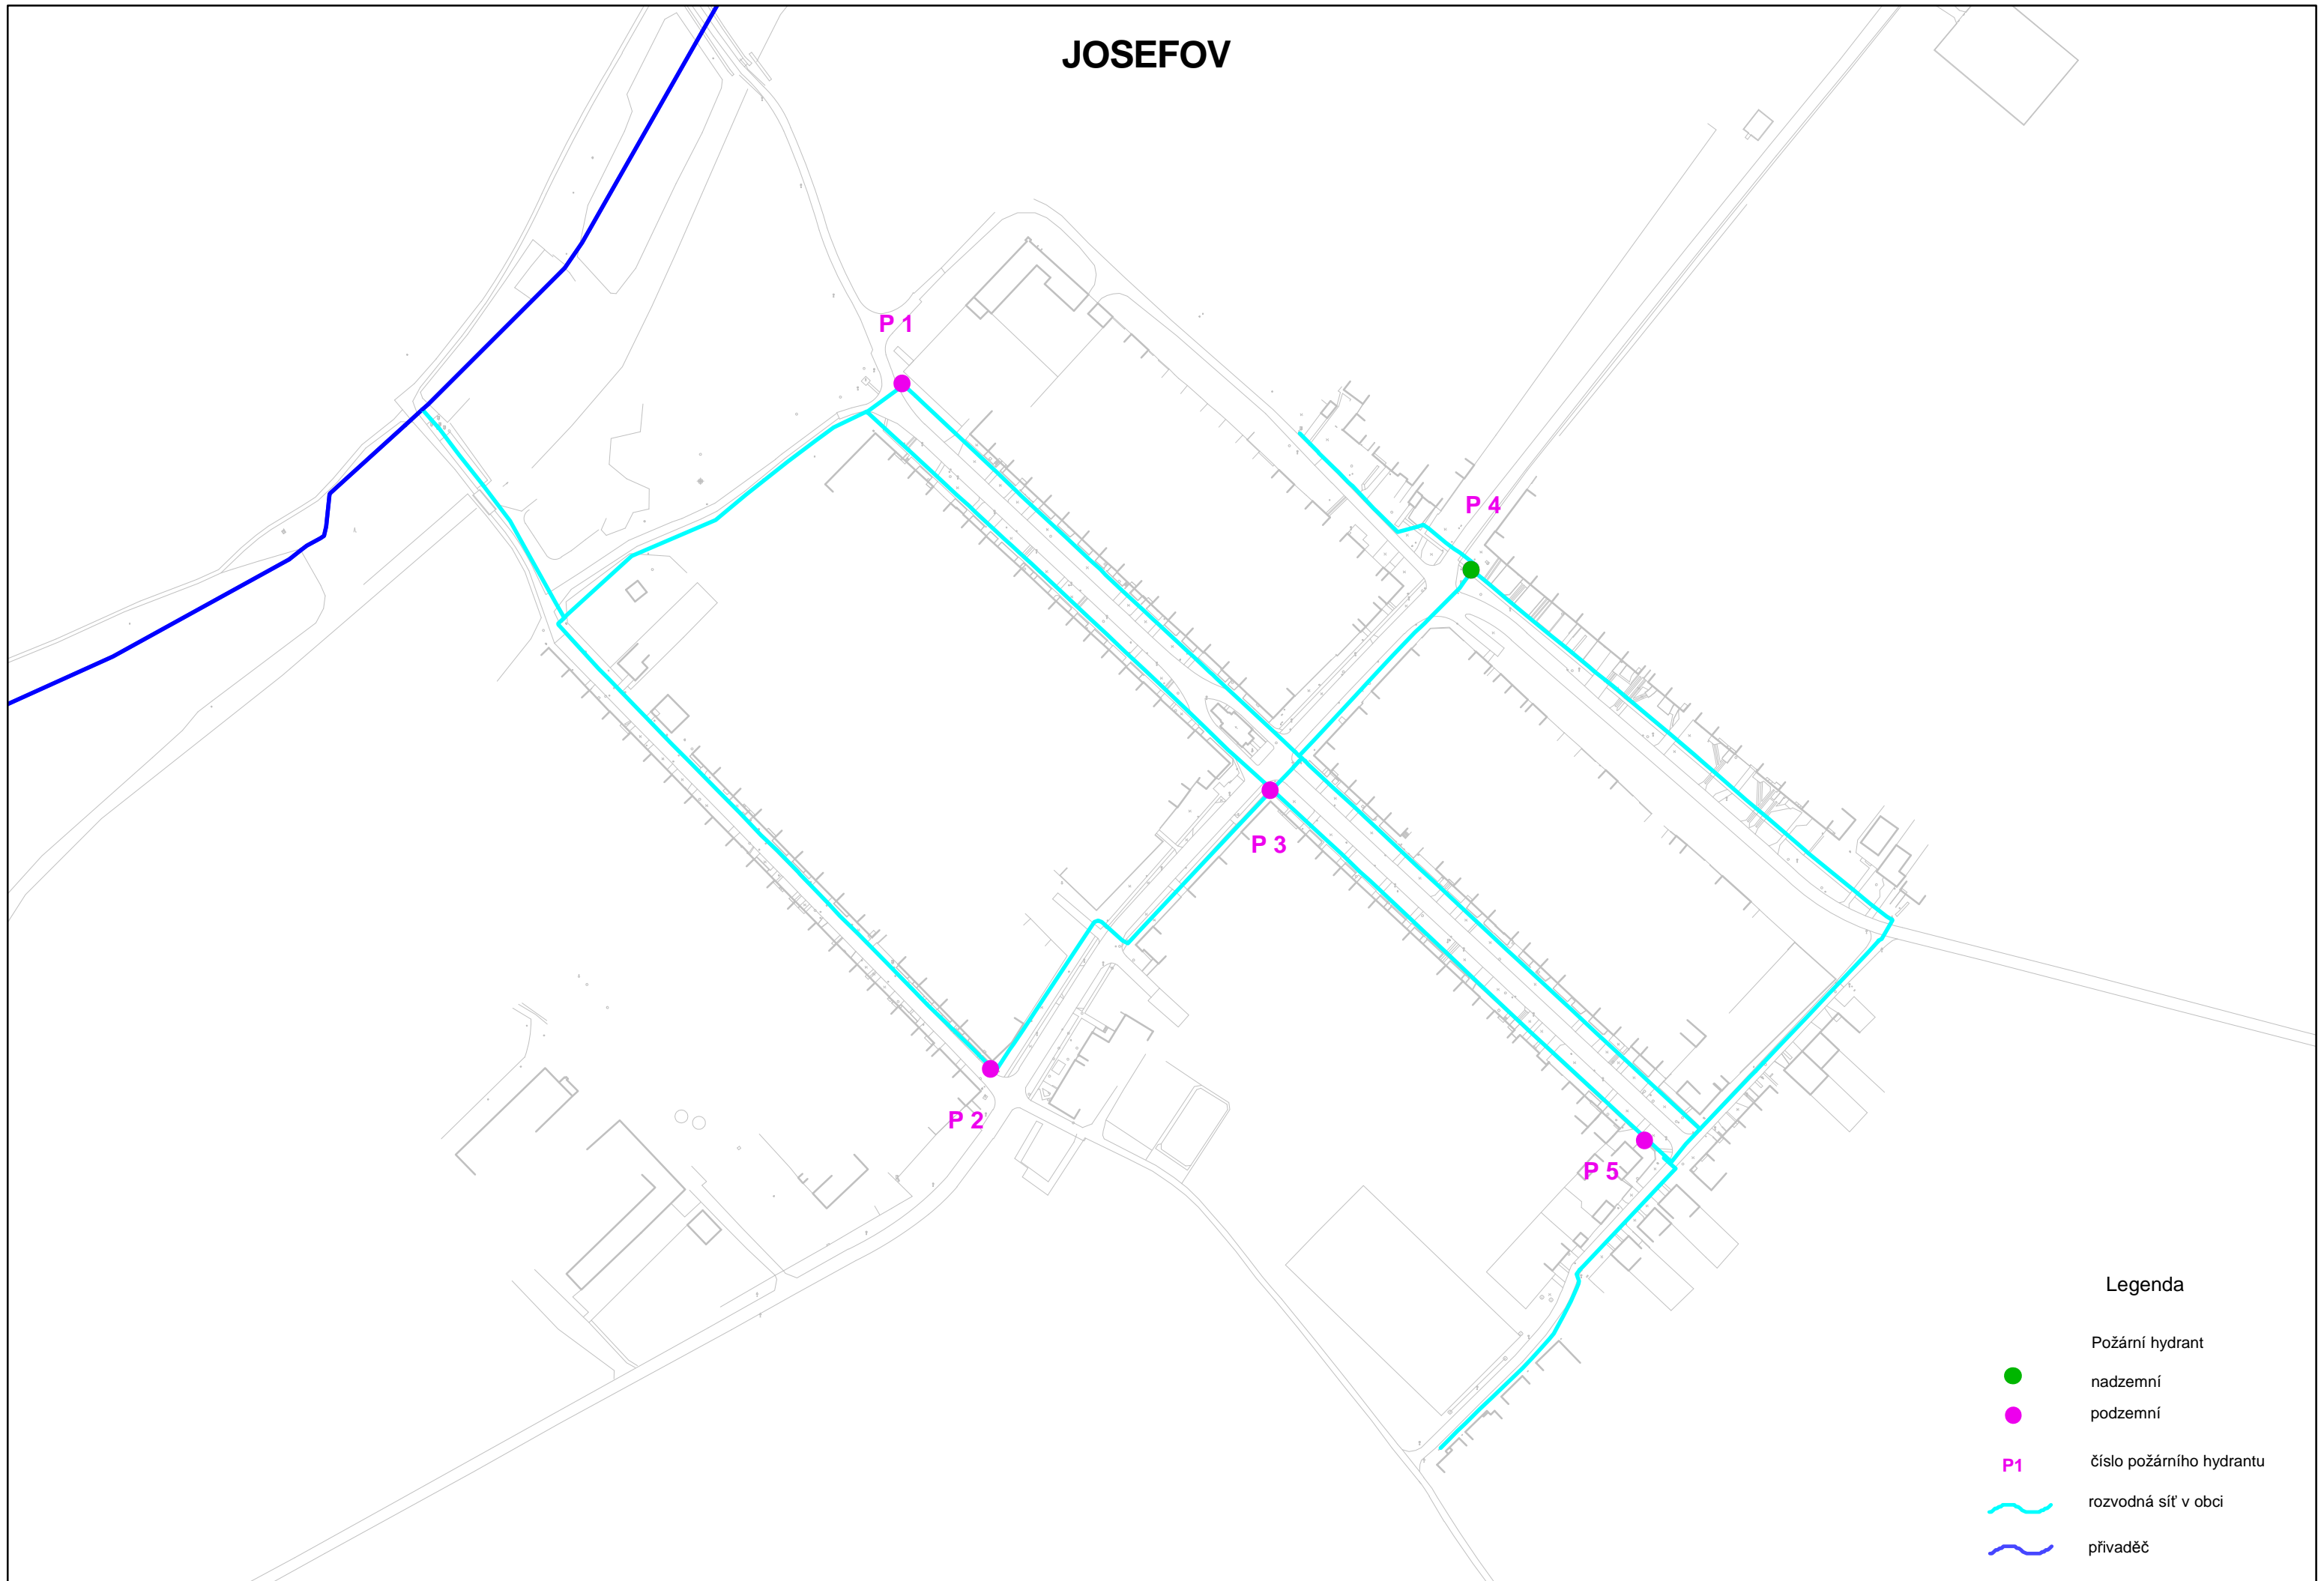 JOSEFOV
P 1
P 4
P 3
P 2
P 5
Legenda
Požární hydrant
nadzemní
podzemní
P1 číslo požárního hydrantu
rozvodná síť v obci
přivaděč